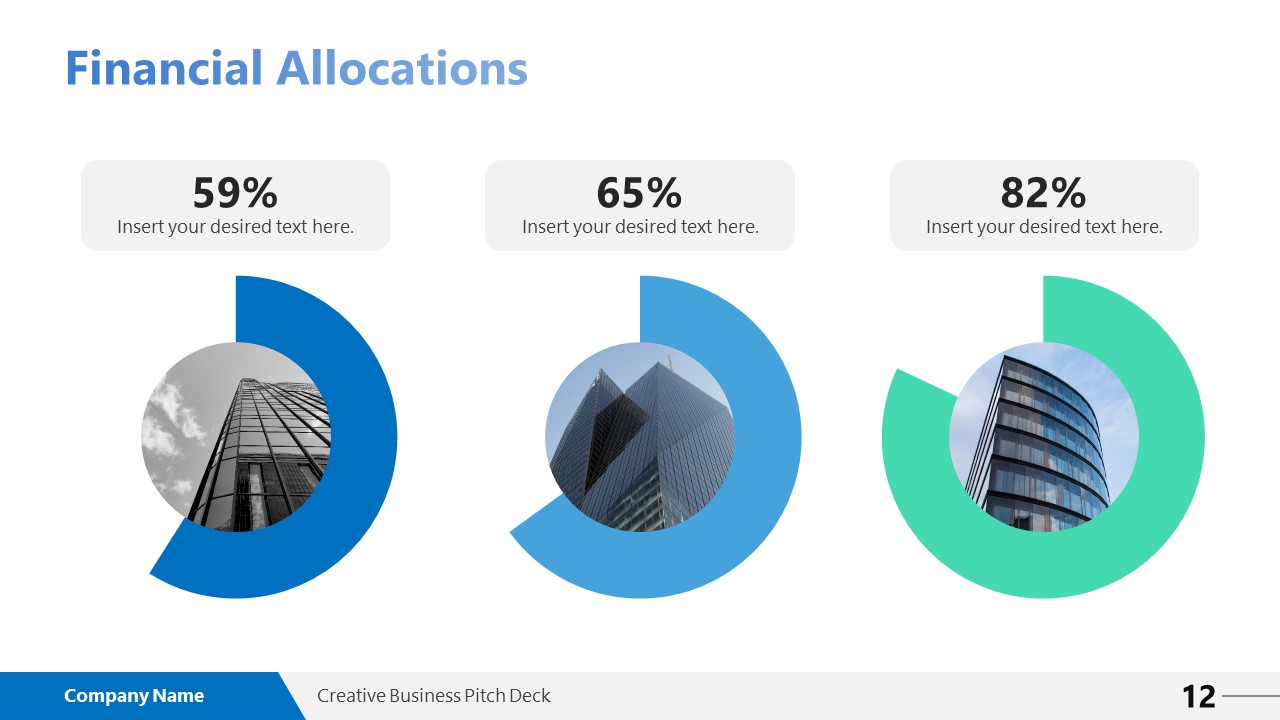 Financial Allocations
59%
Insert your desired text here.
65%
Insert your desired text here.
82%
Insert your desired text here.
Company Name
Creative Business Pitch Deck
12